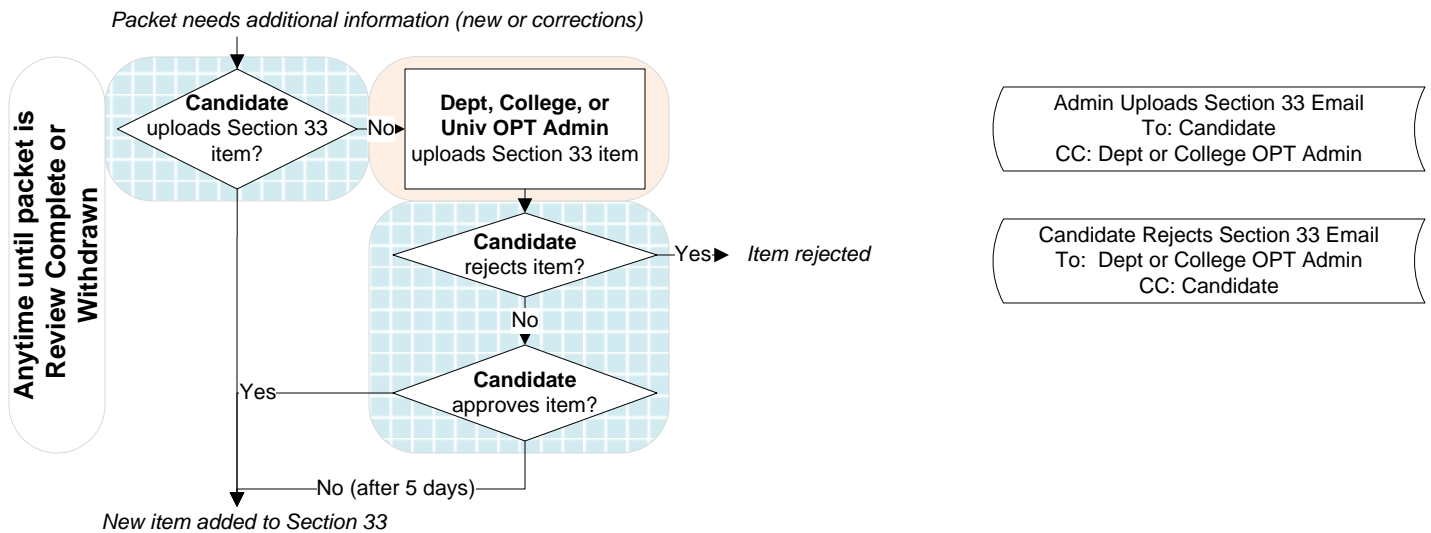 Packet needs additional information (new or corrections)
Anytime until packet is
Review Complete or
Withdrawn
Candidate
uploads Section 33
item?
No
Dept, College, or
Univ OPT Admin
uploads Section 33 item
Candidate
rejects item?
Yes
Item rejected
No
Candidate
approves item?
Yes
No (after 5 days)
New item added to Section 33
Admin Uploads Section 33 Email
To: Candidate
CC: Dept or College OPT Admin
Candidate Rejects Section 33 Email
To: Dept or College OPT Admin
CC: Candidate